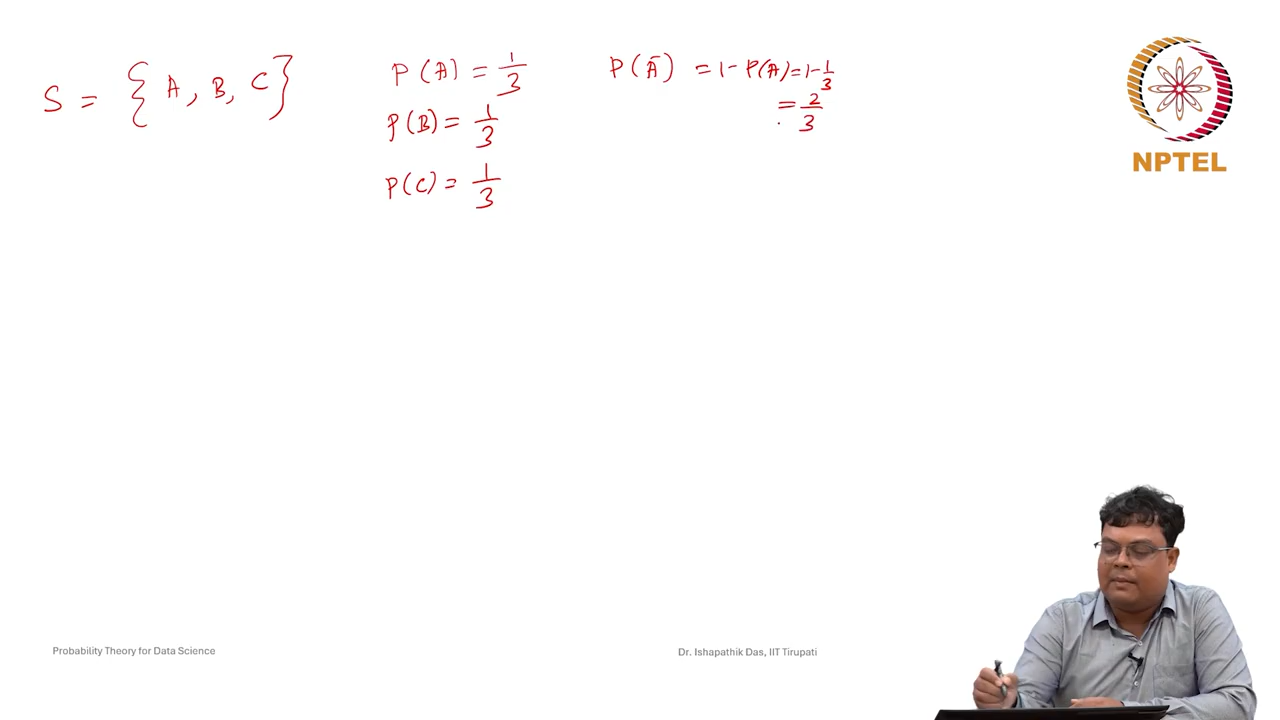 S = { A, B, C }
P(A) = 1/3
P(B) = 1/3
P(C) = 1/3
P(Ā) = 1 - P(A) = 1 - 1/3
= 2/3
NPTEL
Probability Theory for Data Science
Dr. Ishapathik Das, IIT Tirupati